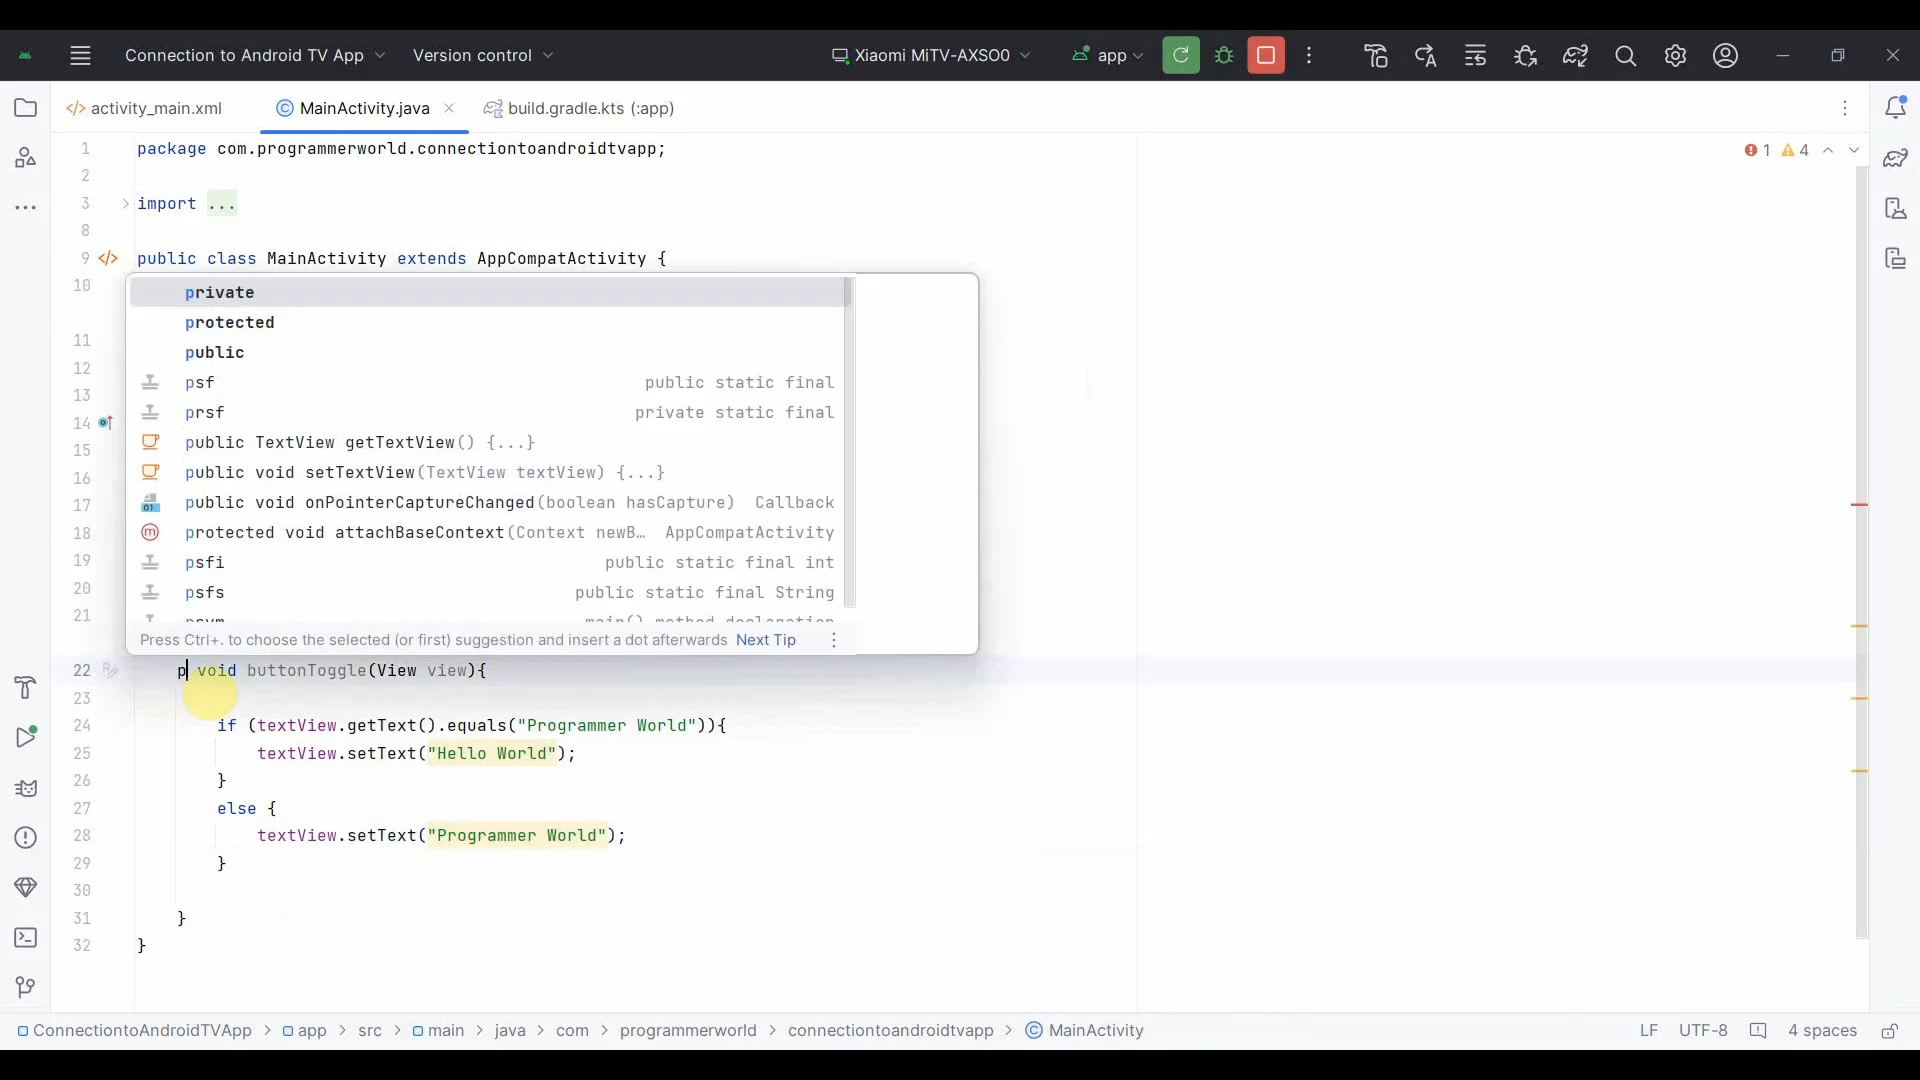 Connection to Android TV App
Version control
Xiaomi MiTV-AXSO0
app
activity_main.xml
MainActivity.java
build.gradle.kts (:app)
1 package com.programmerworld.connectiontoandroidtvapp;
1 4
2
3 import ...
8
9 public class MainActivity extends AppCompatActivity {
10
11
12
13
14
15
16
17
18
19
20
21
private
protected
public
psf public static final
prsf private static final
public TextView getTextView() {...}
public void setTextView(TextView textView) {...}
public void onPointerCaptureChanged(boolean hasCapture) Callback
protected void attachBaseContext(Context newB… AppCompatActivity
psfi public static final int
psfs public static final String
Press Ctrl+. to choose the selected (or first) suggestion and insert a dot afterwards Next Tip
22 p void buttonToggle(View view){
23
24 if (textView.getText().equals("Programmer World")){
25 textView.setText("Hello World");
26 }
27 else {
28 textView.setText("Programmer World");
29 }
30
31 }
32 }
ConnectiontoAndroidTVApp > app > src > main > java > com > programmerworld > connectiontoandroidtvapp > MainActivity
LF UTF-8 4 spaces